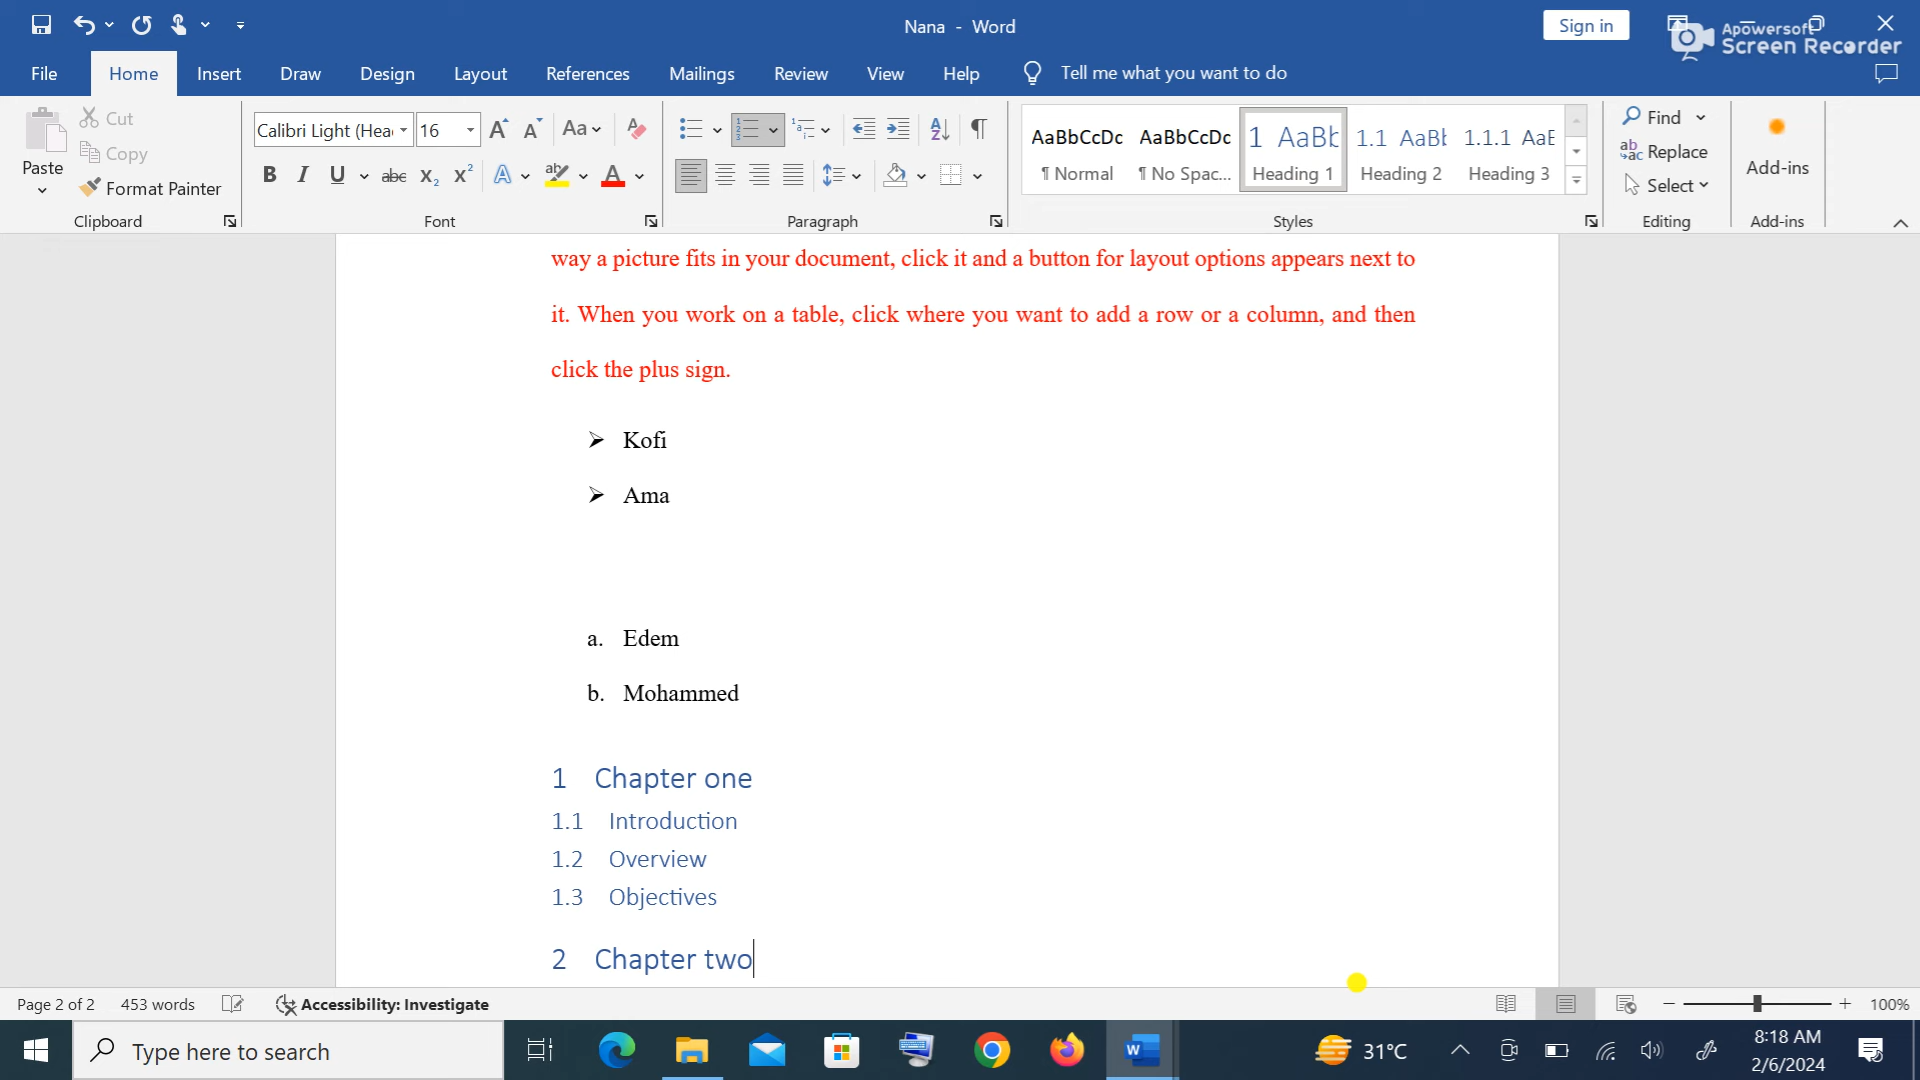 Nana - Word
Sign in
Apowersoft
Screen Recorder
File Home Insert Draw Design Layout References Mailings Review View Help Tell me what you want to do
Paste
Cut
Copy
Format Painter
Clipboard
Calibri Light (Hea 16
Font
Paragraph
AaBbCcDc AaBbCcDc 1 AaBb 1.1 AaBb 1.1.1 AaE
¶ Normal ¶ No Spac... Heading 1 Heading 2 Heading 3
Styles
Find
Replace
Select
Editing
Add-ins
Add-ins
way a picture fits in your document, click it and a button for layout options appears next to
it. When you work on a table, click where you want to add a row or a column, and then
click the plus sign.
➢ Kofi
➢ Ama
a. Edem
b. Mohammed
1 Chapter one
1.1 Introduction
1.2 Overview
1.3 Objectives
2 Chapter two
Page 2 of 2 453 words Accessibility: Investigate 100%
Type here to search
31°C
8:18 AM
2/6/2024